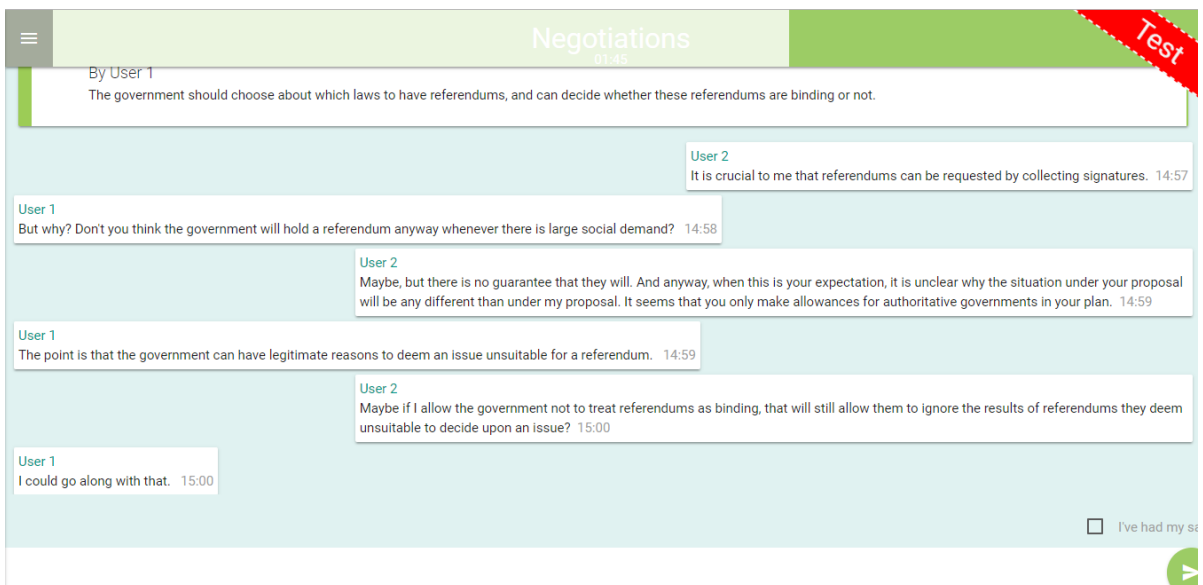 Negotiations
01:45
Test
By User 1
The government should choose about which laws to have referendums, and can decide whether these referendums are binding or not.
User 2
It is crucial to me that referendums can be requested by collecting signatures. 14:57
User 1
But why? Don't you think the government will hold a referendum anyway whenever there is large social demand? 14:58
User 2
Maybe, but there is no guarantee that they will. And anyway, when this is your expectation, it is unclear why the situation under your proposal
will be any different than under my proposal. It seems that you only make allowances for authoritative governments in your plan. 14:59
User 1
The point is that the government can have legitimate reasons to deem an issue unsuitable for a referendum. 14:59
User 2
Maybe if I allow the government not to treat referendums as binding, that will still allow them to ignore the results of referendums they deem
unsuitable to decide upon an issue? 15:00
User 1
I could go along with that. 15:00
I've had my sa